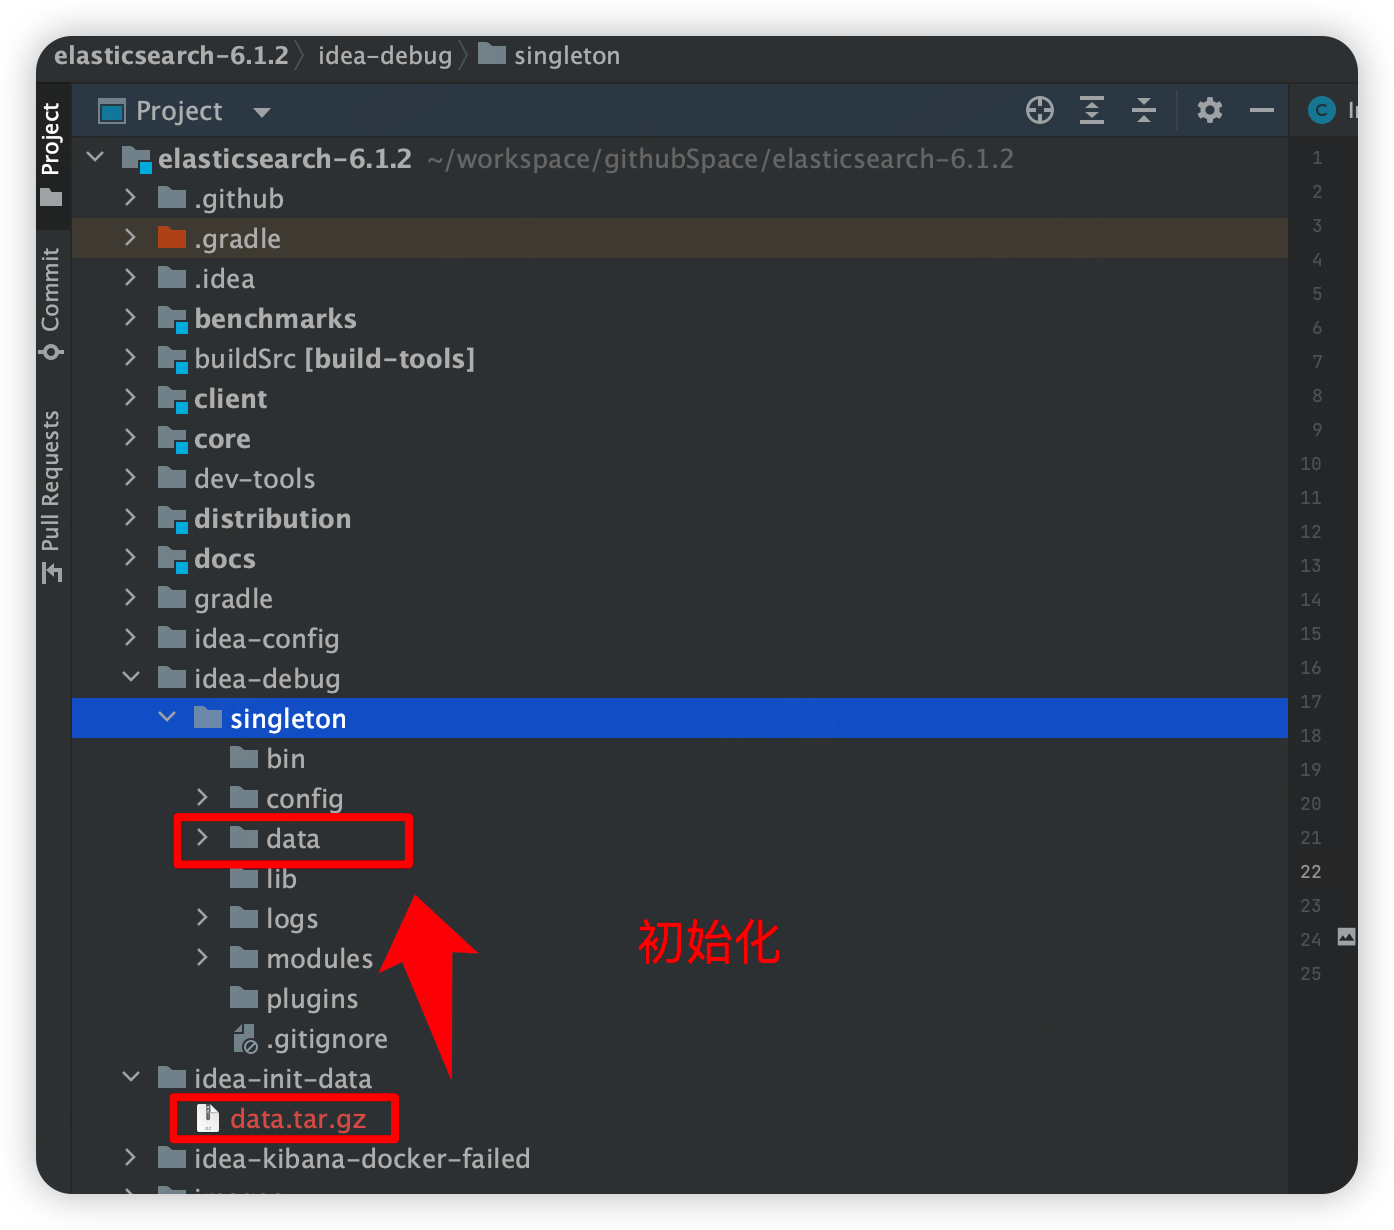 elasticsearch-6.1.2 idea-debug singleton
Project
Commit
Pull Requests
Project
elasticsearch-6.1.2 ~/workspace/githubSpace/elasticsearch-6.1.2
.github
.gradle
.idea
benchmarks
buildSrc [build-tools]
client
core
dev-tools
distribution
docs
gradle
idea-config
idea-debug
singleton
bin
config
data
lib
logs
modules
plugins
.gitignore
idea-init-data
data.tar.gz
idea-kibana-docker-failed
初始化
C
1
2
3
4
5
6
7
8
9
10
11
12
13
14
15
16
17
18
19
20
21
22
23
24
25